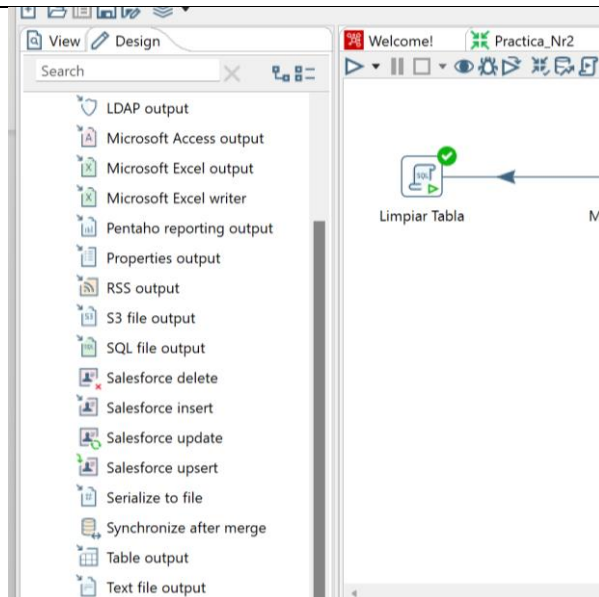 View
Design
Search
LDAP output
Microsoft Access output
Microsoft Excel output
Microsoft Excel writer
Pentaho reporting output
Properties output
RSS output
S3 file output
SQL file output
Salesforce delete
Salesforce insert
Salesforce update
Salesforce upsert
Serialize to file
Synchronize after merge
Table output
Text file output
Welcome!
Practica_Nr2
SQL
Limpiar Tabla
M